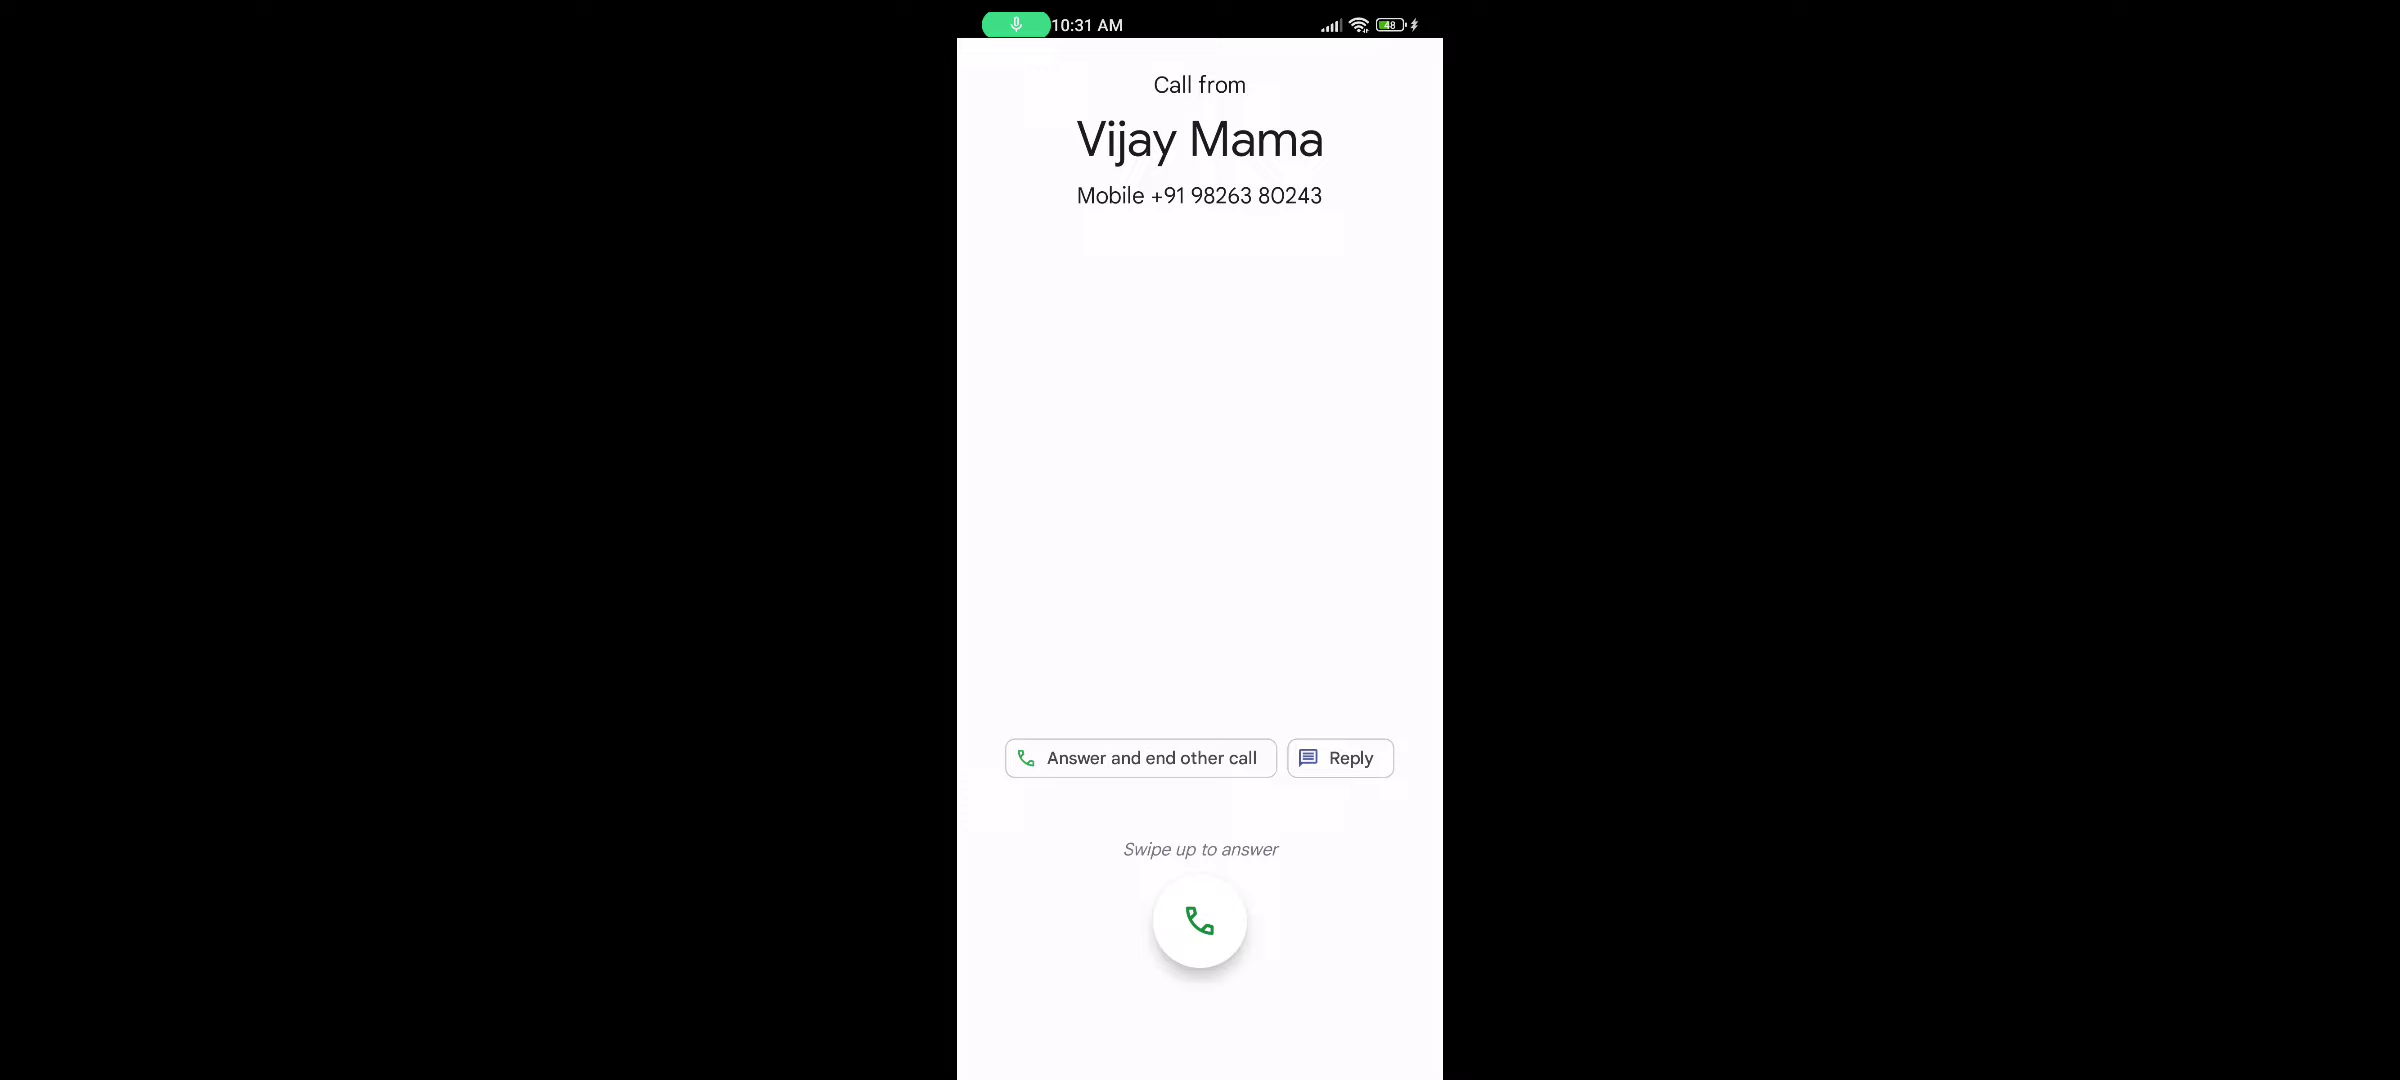 10:31 AM
48
Call from
Vijay Mama
Mobile +91 98263 80243
Answer and end other call
Reply
Swipe up to answer